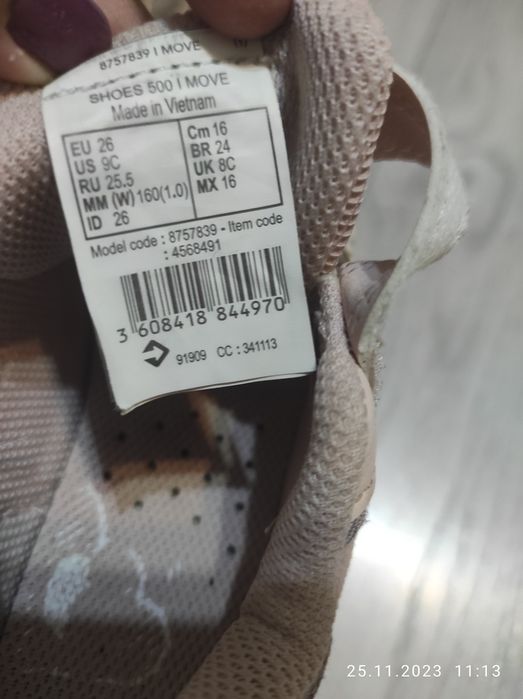 8757839 I MOVE
SHOES 500 I MOVE
Made in Vietnam
EU 26
US 9C
RU 25.5
MM (W) 160(1.0)
ID 26
Cm 16
BR 24
UK 8C
MX 16
Model code : 8757839 - Item code
: 4568491
3 608418 844970
91909 CC : 341113
25.11.2023 11:13